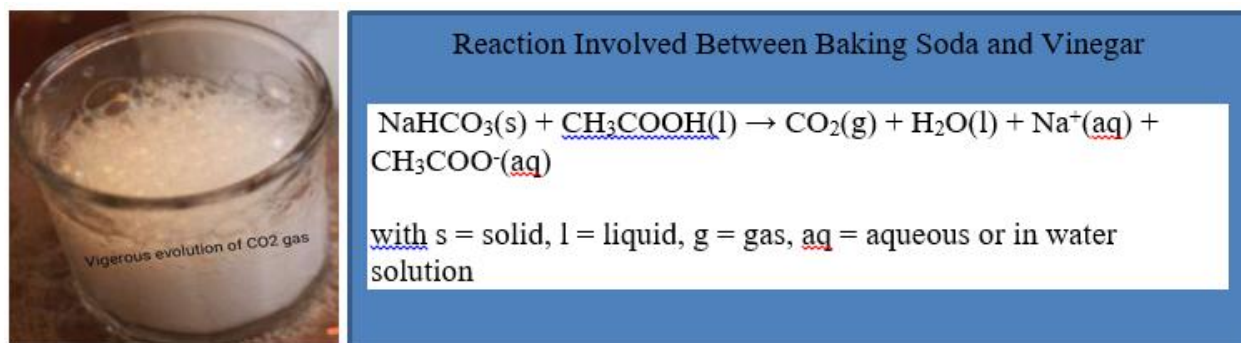 Vigerous evolution of CO2 gas
Reaction Involved Between Baking Soda and Vinegar
NaHCO₃(s) + CH₃COOH(l) → CO₂(g) + H₂O(l) + Na⁺(aq) +
CH₃COO⁻(aq)
with s = solid, l = liquid, g = gas, aq = aqueous or in water
solution